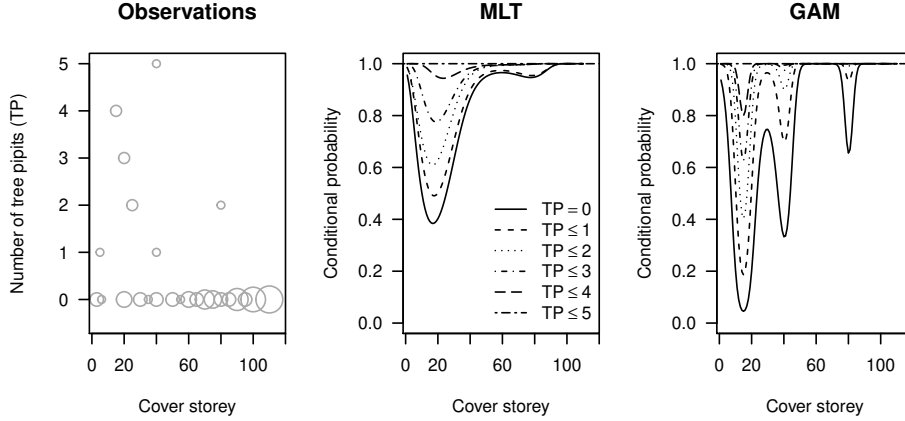 Observations
Number of tree pipits (TP)
5
4
3
2
1
0
0
20
60
100
Cover storey
MLT
Conditional probability
1.0
0.8
0.6
0.4
0.2
0.0
TP = 0
TP ≤ 1
TP ≤ 2
TP ≤ 3
TP ≤ 4
TP ≤ 5
0
20
60
100
Cover storey
GAM
Conditional probability
1.0
0.8
0.6
0.4
0.2
0.0
0
20
60
100
Cover storey